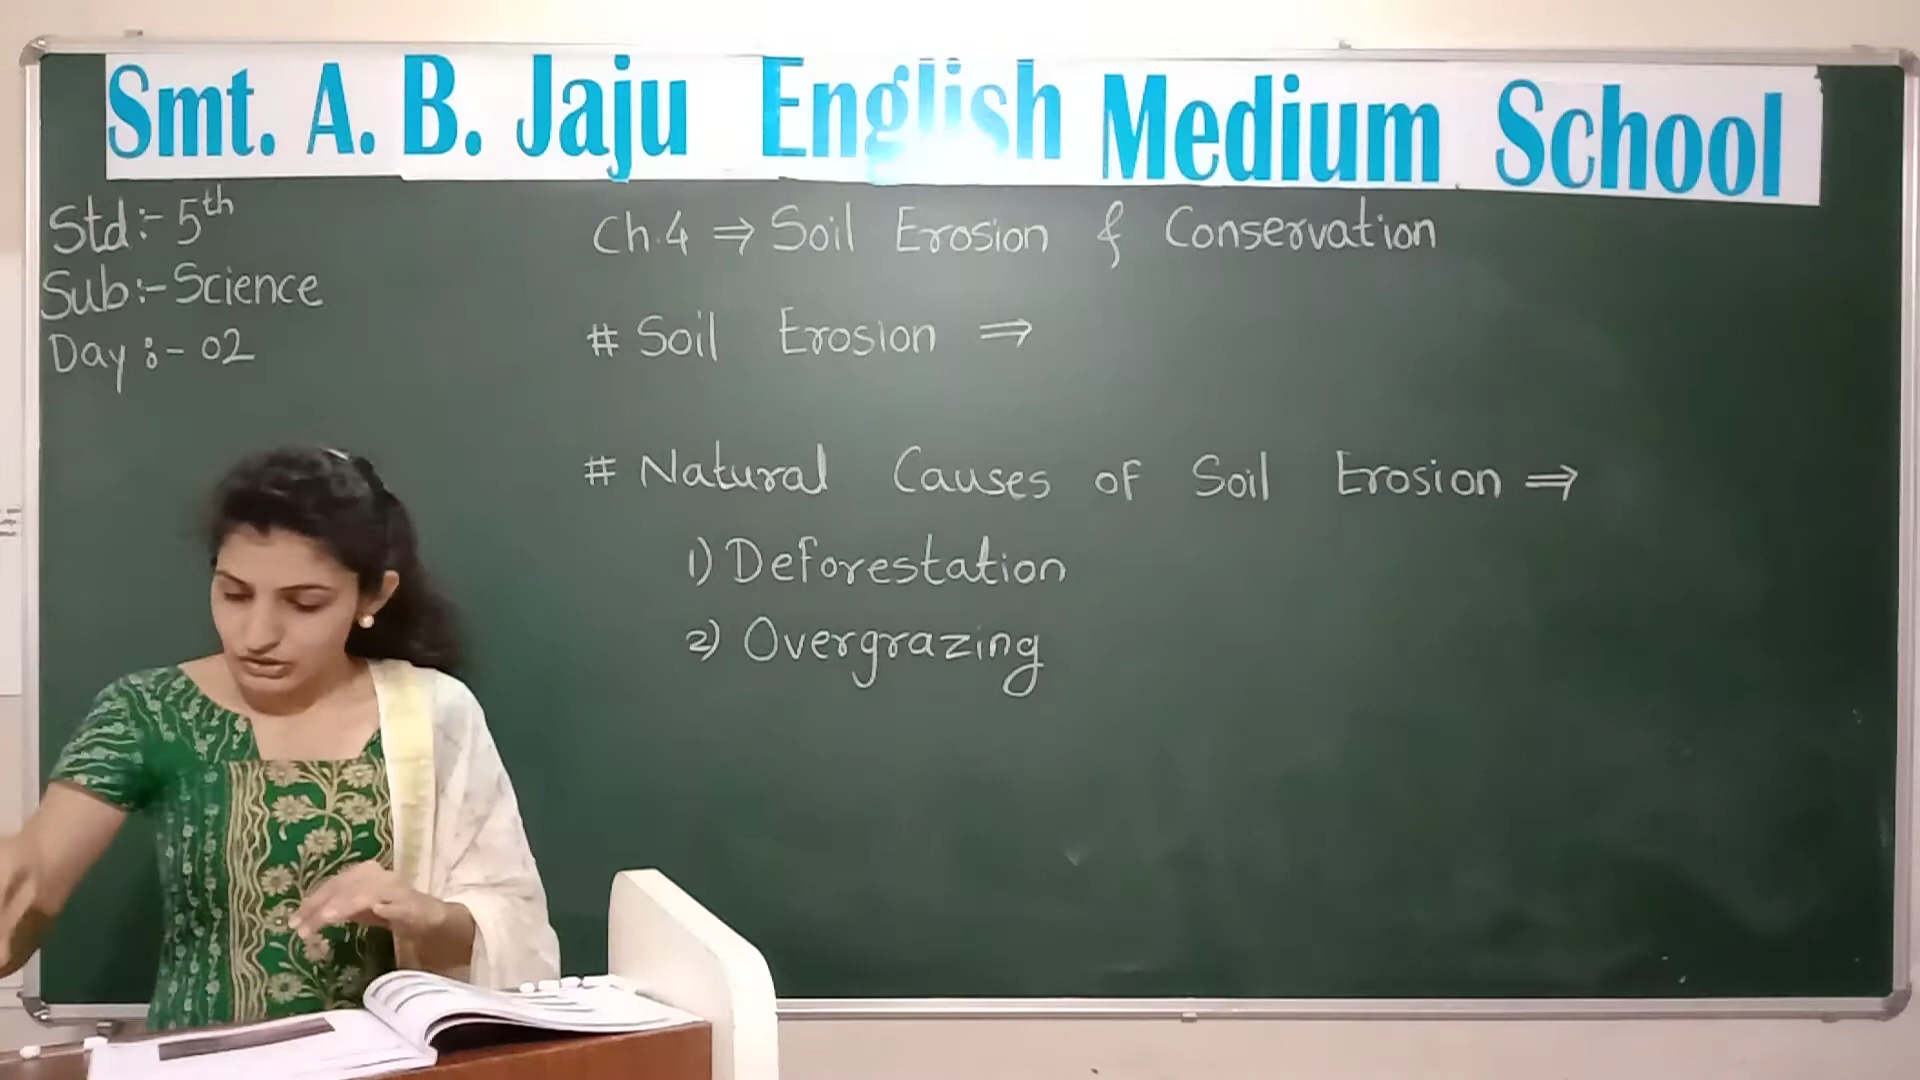 Smt. A. B. Jaju English Medium School
Std:- 5th
Sub:- Science
Day:- 02
Ch.4 ⇒ Soil Erosion & Conservation
# Soil Erosion ⇒
# Natural Causes of Soil Erosion ⇒
1) Deforestation
2) Overgrazing